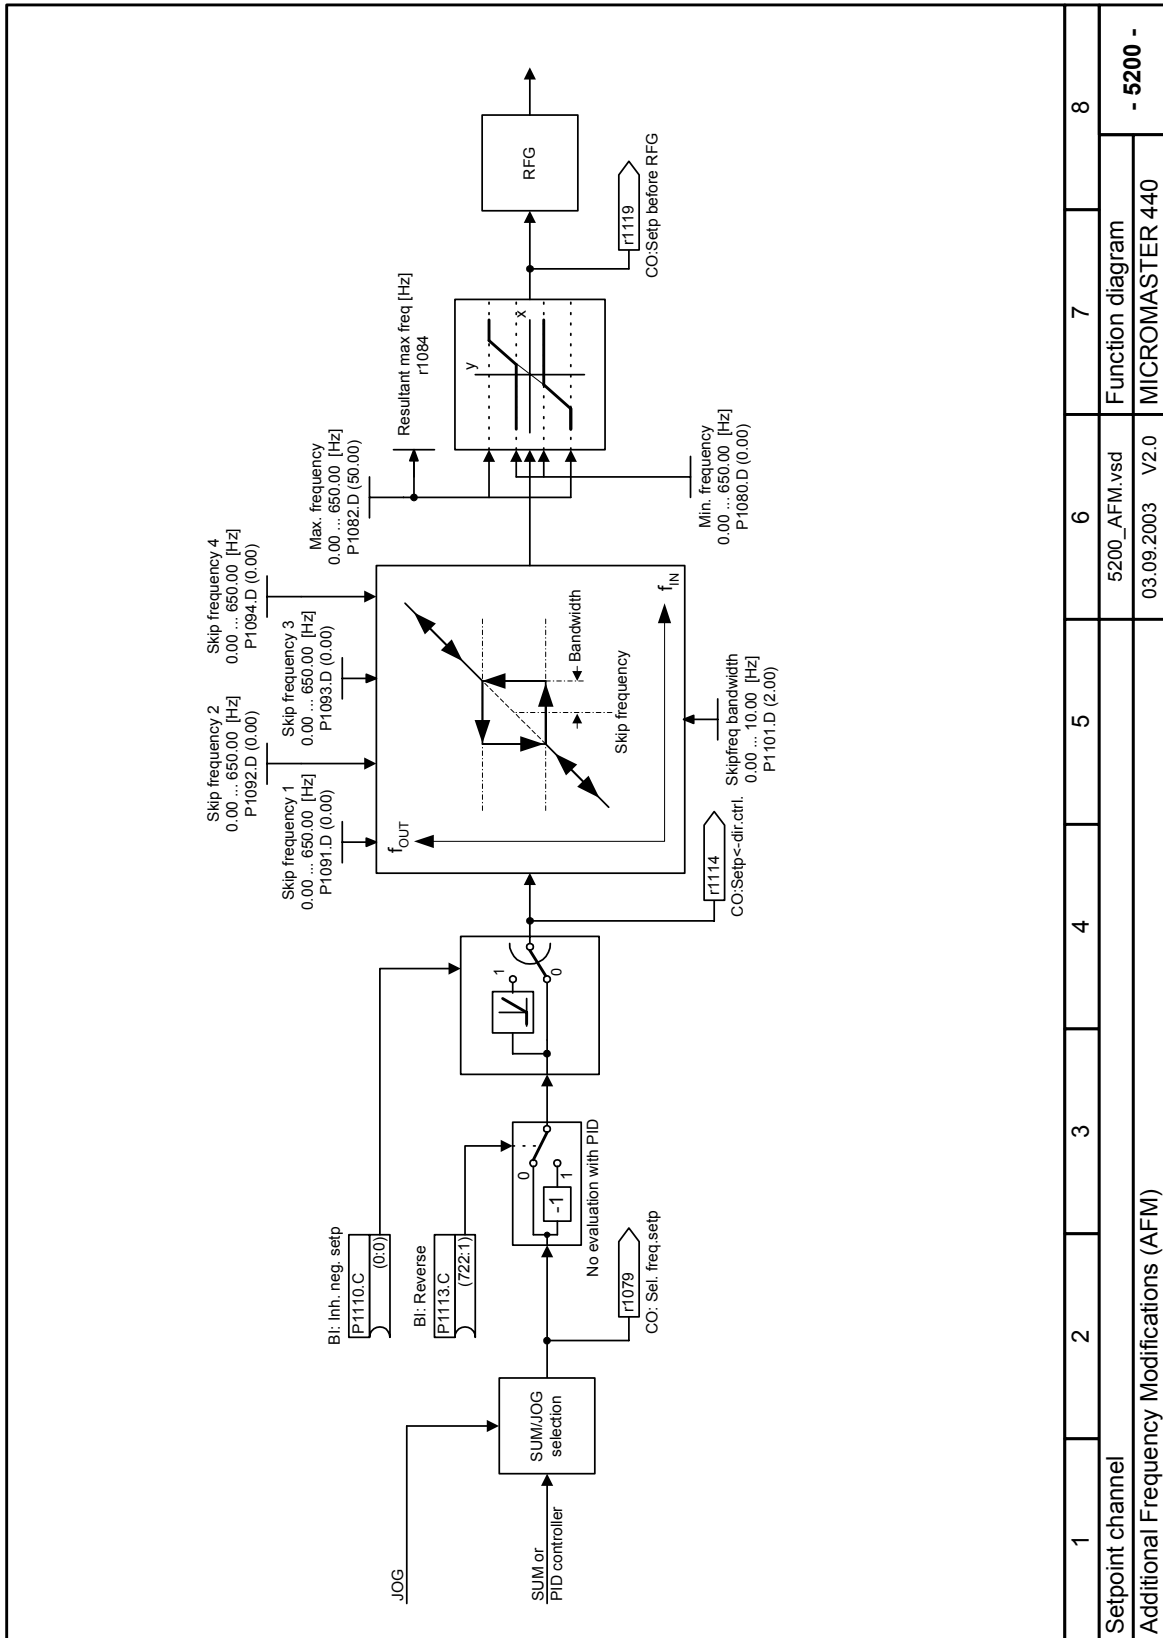 JOG
SUM or
PID controller
SUM/JOG
selection
r1079
CO: Sel. freq.setp
BI: Inh. neg. setp
P1110.C
(0:0)
BI: Reverse
P1113.C
(722:1)
0
1
-1
No evaluation with PID
1
0
r1114
CO:Setp<-dir.ctrl.
Skip frequency 1
0.00 ... 650.00 [Hz]
P1091.D (0.00)
Skip frequency 2
0.00 ... 650.00 [Hz]
P1092.D (0.00)
Skip frequency 3
0.00 ... 650.00 [Hz]
P1093.D (0.00)
Skip frequency 4
0.00 ... 650.00 [Hz]
P1094.D (0.00)
fOUT
fIN
Bandwidth
Skip frequency
Skipfreq bandwidth
0.00 ... 10.00 [Hz]
P1101.D (2.00)
Max. frequency
0.00 ... 650.00 [Hz]
P1082.D (50.00)
Resultant max freq [Hz]
r1084
y
x
Min. frequency
0.00 ... 650.00 [Hz]
P1080.D (0.00)
r1119
CO:Setp before RFG
RFG
1 2 3 4 5 6 7 8
Setpoint channel
Additional Frequency Modifications (AFM)
5200_AFM.vsd
03.09.2003 V2.0
Function diagram
MICROMASTER 440
- 5200 -